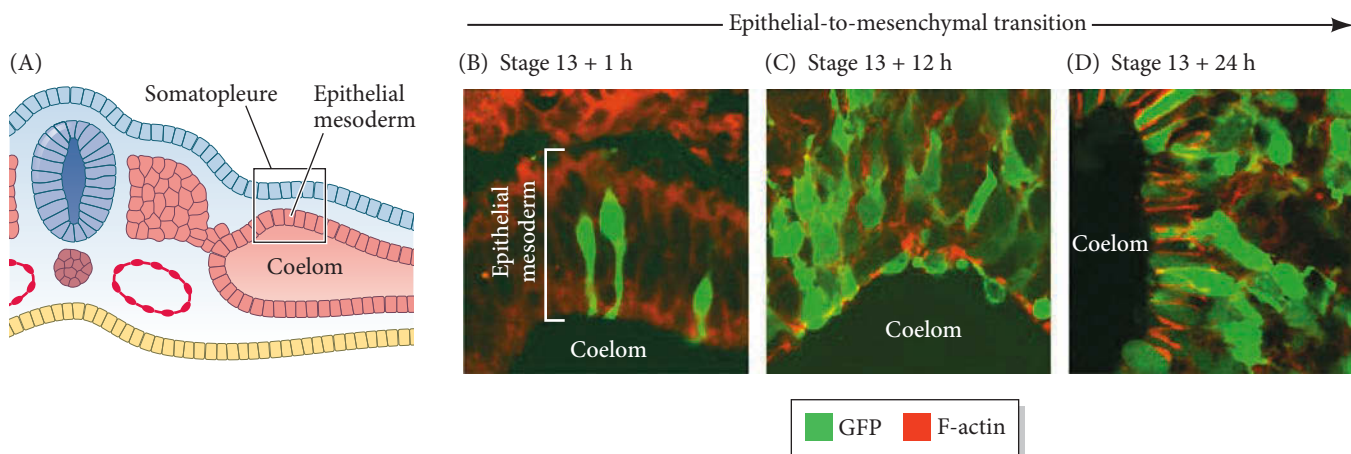 Epithelial-to-mesenchymal transition
(A)
(B) Stage 13 + 1 h
(C) Stage 13 + 12 h
(D) Stage 13 + 24 h
Somatopleure
Epithelial
mesoderm
Coelom
Epithelial
mesoderm
Coelom
Coelom
Coelom
GFP
F-actin